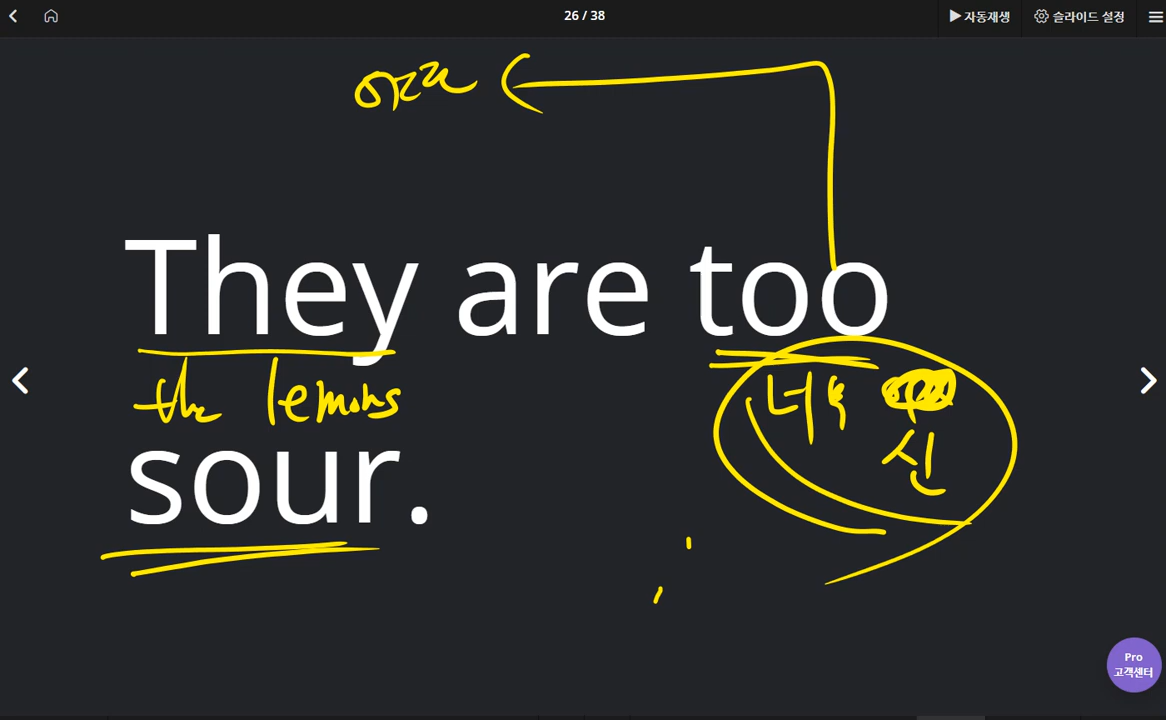 26 / 38
자동재생
슬라이드 설정
They are too
the lemons
너무
sour.
신
Pro
고객센터